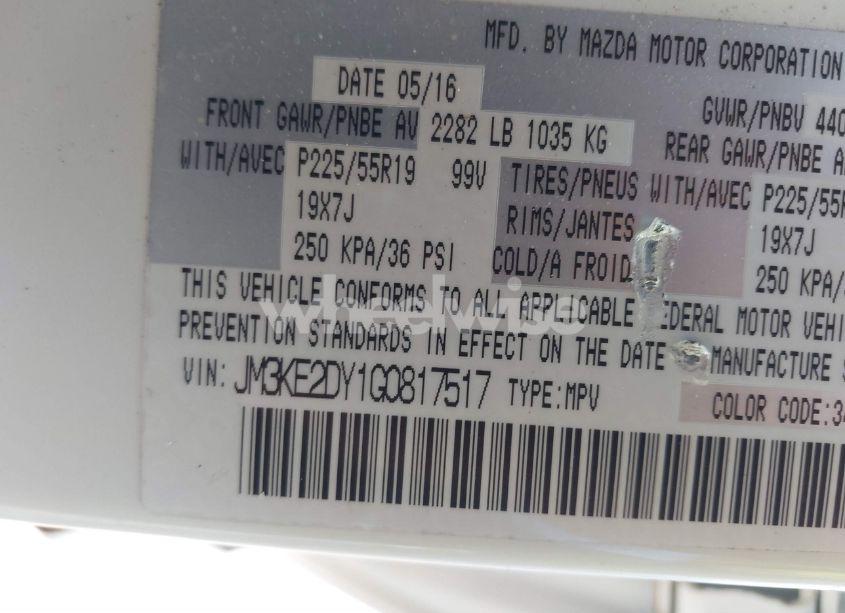 MFD. BY MAZDA MOTOR CORPORATION
DATE 05/16
GVWR/PNBV 440
FRONT GAWR/PNBE AV 2282 LB 1035 KG
REAR GAWR/PNBE A
WITH/AVEC P225/55R19 99V TIRES/PNEUS WITH/AVEC P225/55R
19X7J RIMS/JANTES 19X7J
250 KPA/36 PSI COLD/A FROID 250 KPA/
THIS VEHICLE CONFORMS TO ALL APPLICABLE FEDERAL MOTOR VEHI
PREVENTION STANDARDS IN EFFECT ON THE DATE MANUFACTURE S
VIN: JM3KE2DY1G0817517 TYPE:MPV
COLOR CODE:34
wheelwise